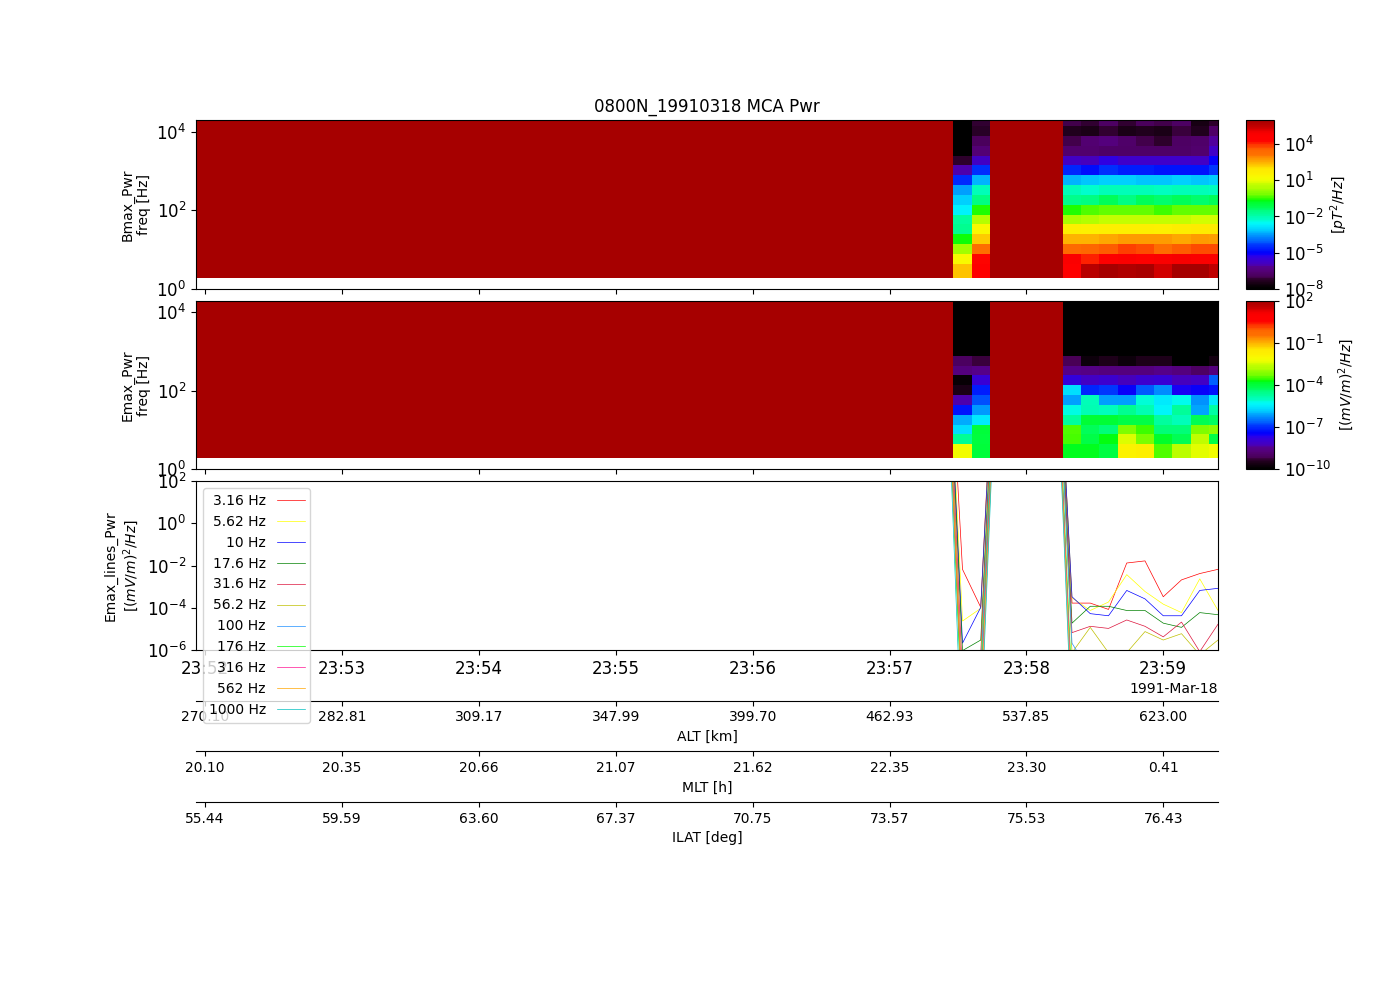 0800N_19910318 MCA Pwr
Bmax_Pwr
freq [Hz]
10^4
10^2
10^0
10^4
10^1
10^-2
10^-5
10^-8
[pT^2/Hz]
Emax_Pwr
freq [Hz]
10^4
10^2
10^0
10^2
10^-1
10^-4
10^-7
10^-10
[(mV/m)^2/Hz]
Emax_lines_Pwr
[(mV/m)^2/Hz]
10^2
10^0
10^-2
10^-4
10^-6
3.16 Hz
5.62 Hz
10 Hz
17.6 Hz
31.6 Hz
56.2 Hz
100 Hz
176 Hz
316 Hz
562 Hz
1000 Hz
23:52 23:53 23:54 23:55 23:56 23:57 23:58 23:59
1991-Mar-18
270.10 282.81 309.17 347.99 399.70 462.93 537.85 623.00
ALT [km]
20.10 20.35 20.66 21.07 21.62 22.35 23.30 0.41
MLT [h]
55.44 59.59 63.60 67.37 70.75 73.57 75.53 76.43
ILAT [deg]